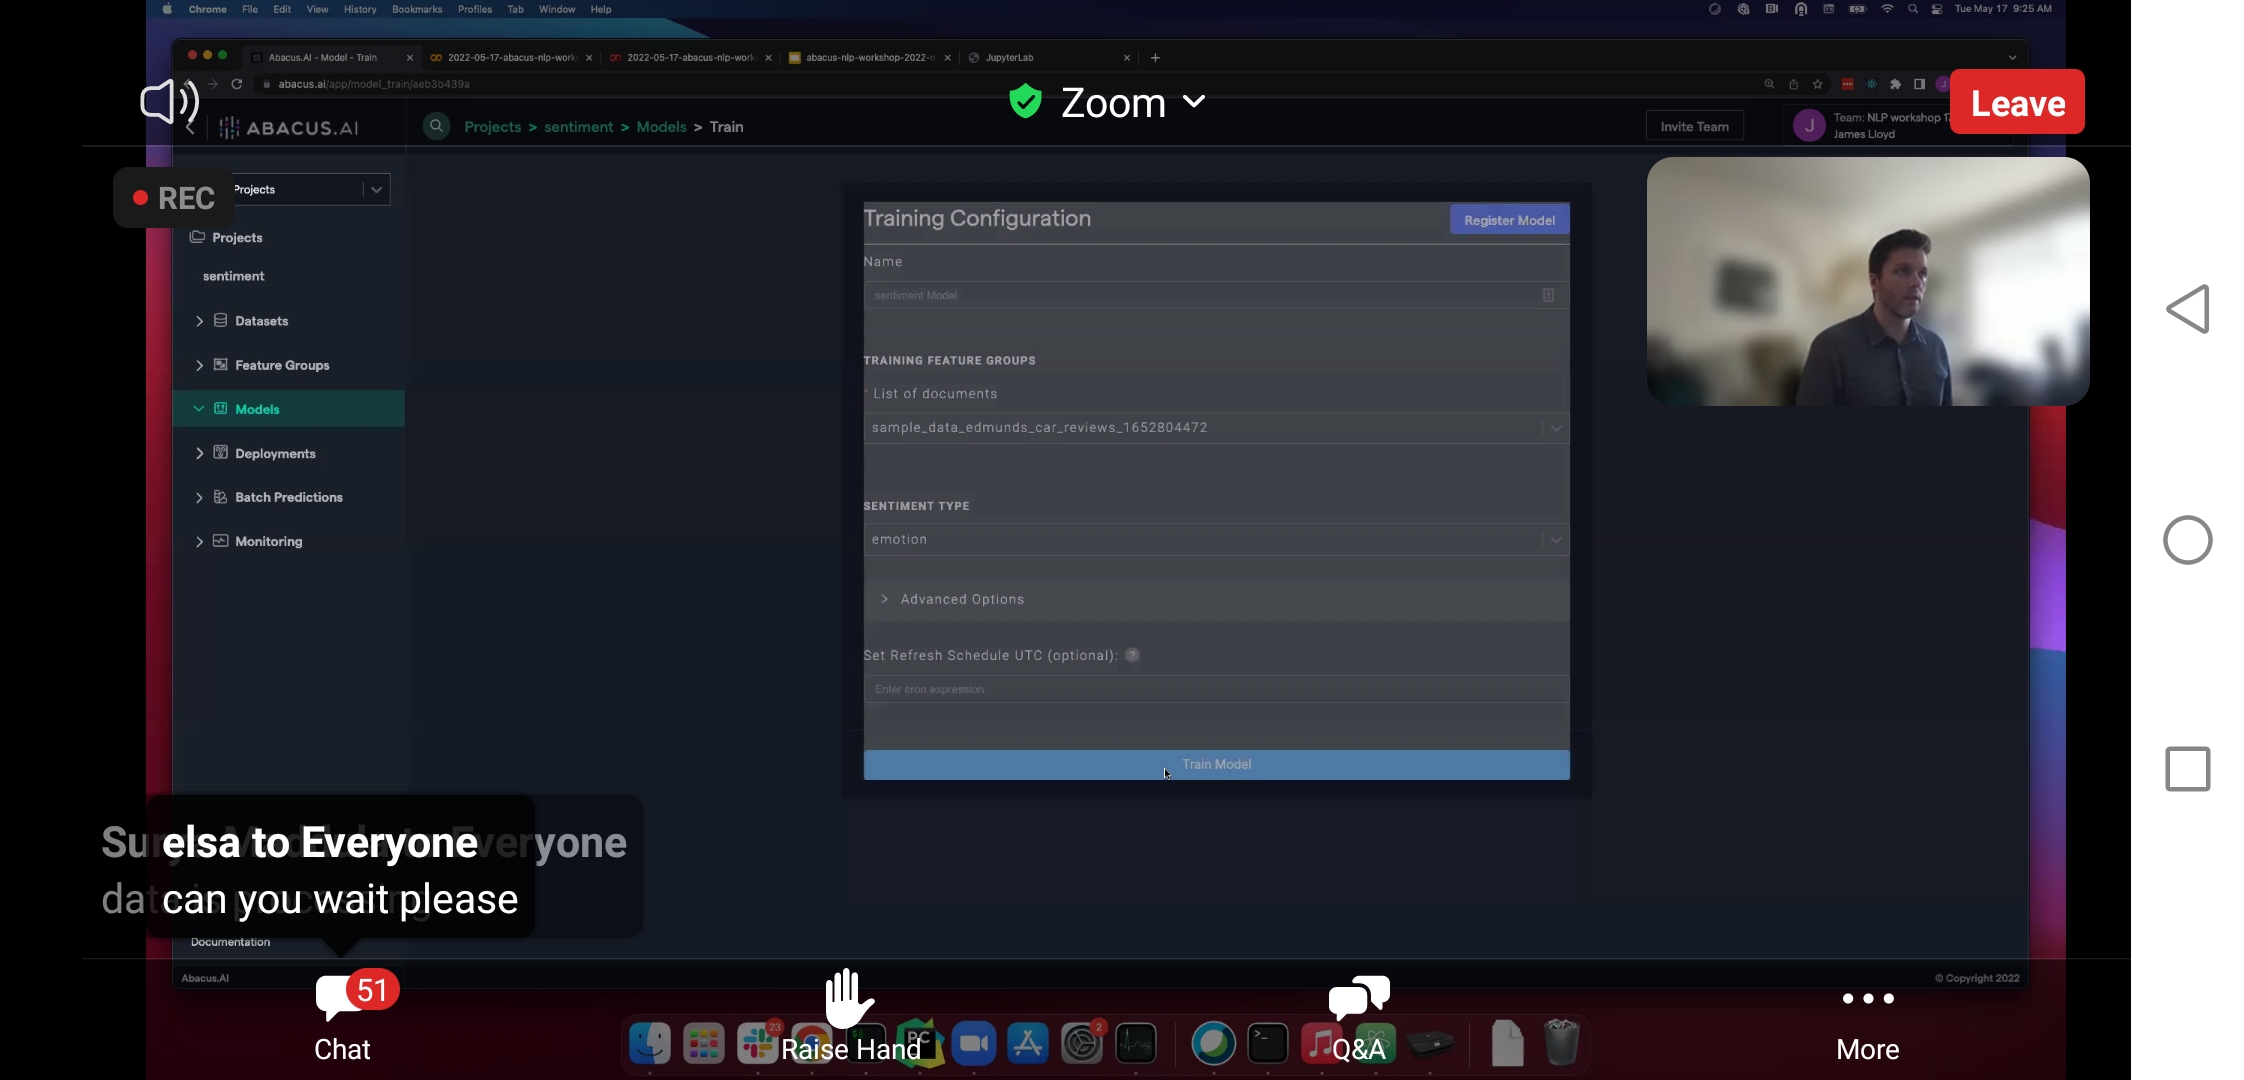 Chrome File Edit View History Bookmarks Profiles Tab Window Help
Tue May 17 9:25 AM
Abacus.AI - Model - Train
2022-05-17-abacus-nlp-work
2022-05-17-abacus-nlp-work
abacus-nlp-workshop-2022-
JupyterLab
abacus.ai/app/model_train/aeb3b439a
Zoom
Leave
ABACUS.AI
Projects > sentiment > Models > Train
Invite Team
J
Team: NLP workshop
James Lloyd
REC
Projects
Projects
sentiment
Datasets
Feature Groups
Models
Deployments
Batch Predictions
Monitoring
Training Configuration
Register Model
Name
sentiment Model
TRAINING FEATURE GROUPS
* List of documents
sample_data_edmunds_car_reviews_1652804472
SENTIMENT TYPE
emotion
Advanced Options
Set Refresh Schedule UTC (optional): ?
Enter cron expression
Train Model
elsa to Everyone
can you wait please
Documentation
Abacus.AI
© Copyright 2022
51
23
2
PC
Chat
Raise Hand
Q&A
More